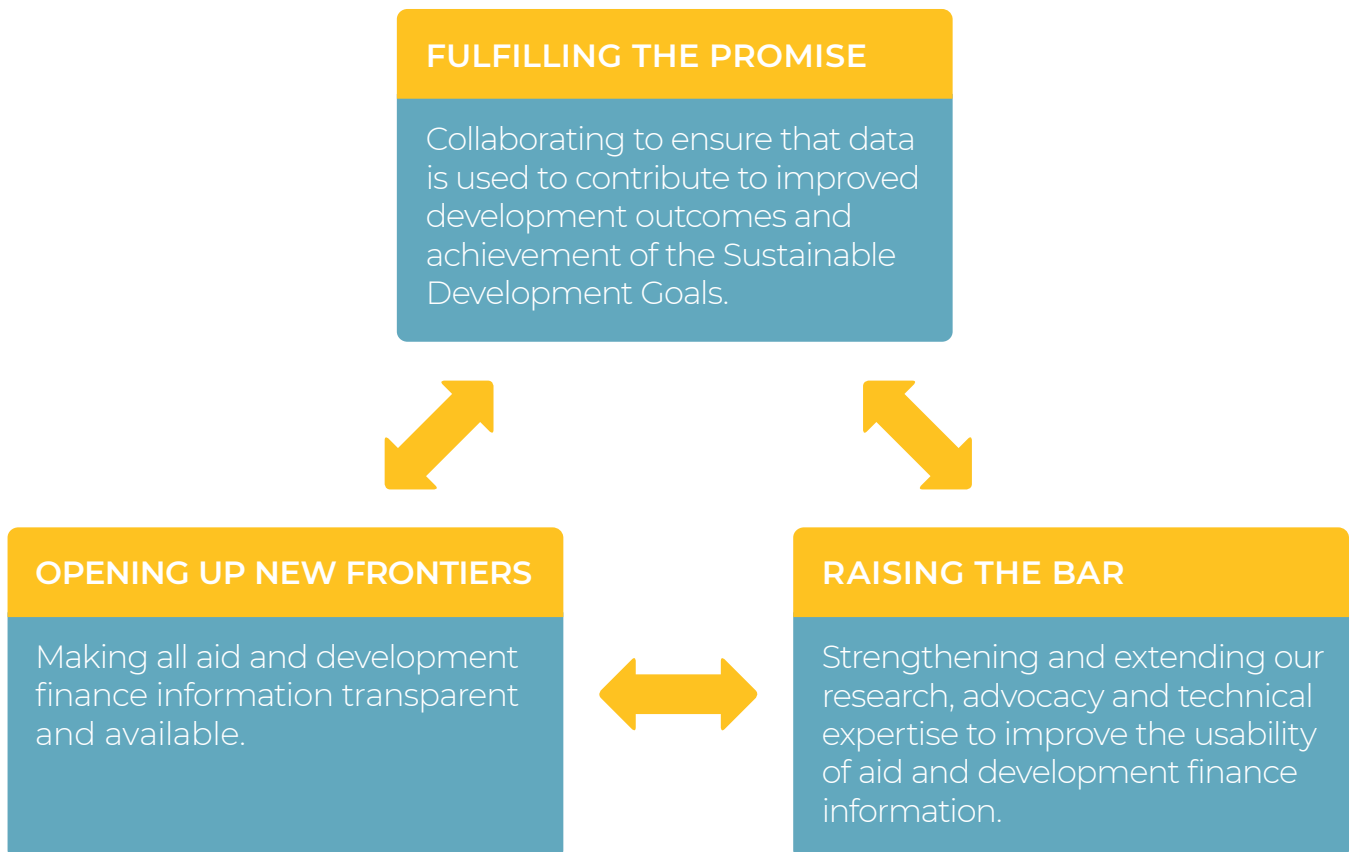 FULFILLING THE PROMISE
Collaborating to ensure that data
is used to contribute to improved
development outcomes and
achievement of the Sustainable
Development Goals.
OPENING UP NEW FRONTIERS
Making all aid and development
finance information transparent
and available.
RAISING THE BAR
Strengthening and extending our
research, advocacy and technical
expertise to improve the usability
of aid and development finance
information.